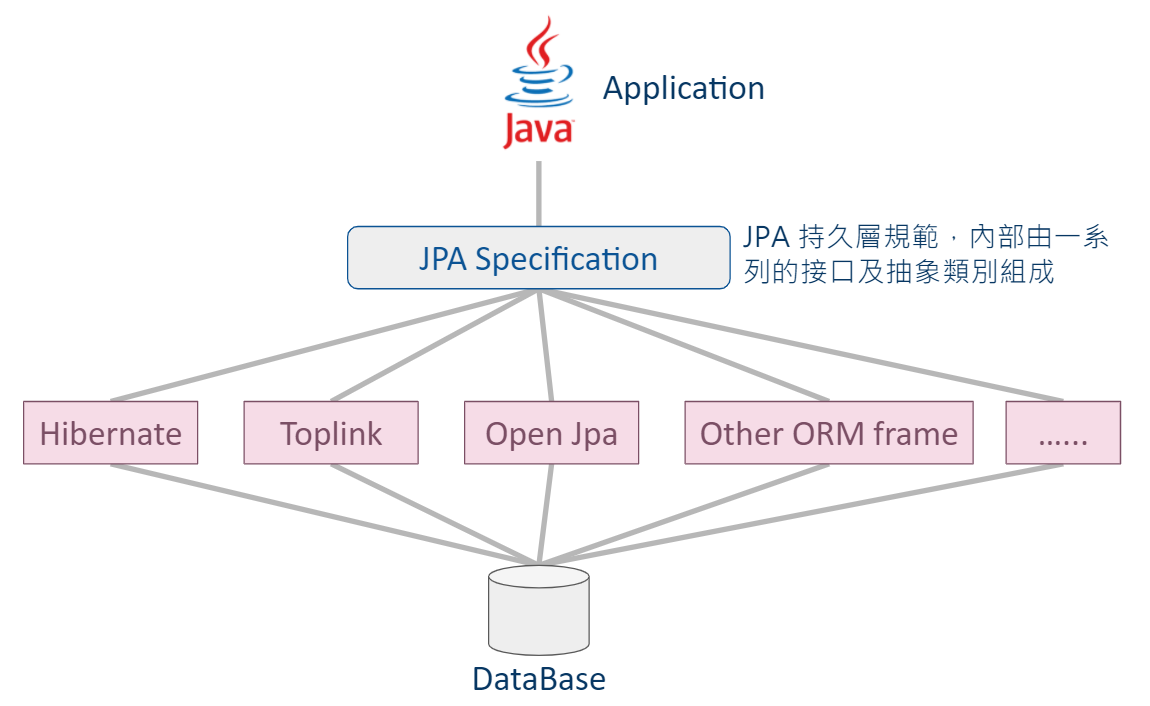 Java
Application
JPA Specification
JPA 持久層規範，內部由一系
列的接口及抽象類別組成
Hibernate
Toplink
Open Jpa
Other ORM frame
......
DataBase